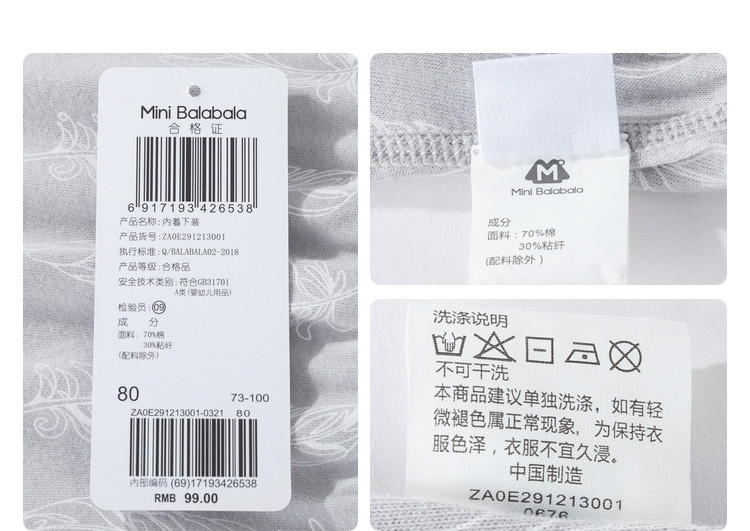 Mini Balabala
合格证
6 917193 426538
产品名称: 内着下装
产品货号: ZA0E291213001
执行标准: Q/BALABALA02-2018
产品等级: 合格品
安全技术类别: 符合GB31701
A类(婴幼儿用品)
检验员: 09
成 分
面料: 70%棉
30%粘纤
(配料除外)
80 73-100
ZA0E291213001-0321 80
内部编码 (69)17193426538
RMB 99.00
Mini Balabala
成分
面料：70%棉
30%粘纤
(配料除外)
洗涤说明
不可干洗
本商品建议单独洗涤，如有轻
微褪色属正常现象，为保持衣
服色泽，衣服不宜久浸。
中国制造
ZA0E291213001
0676